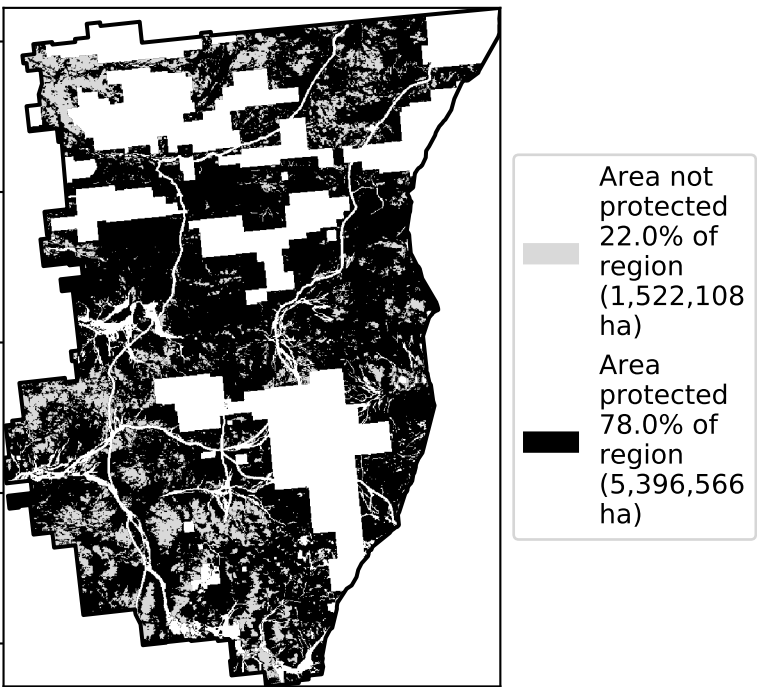 Area not
protected
22.0% of
region
(1,522,108
ha)
Area
protected
78.0% of
region
(5,396,566
ha)